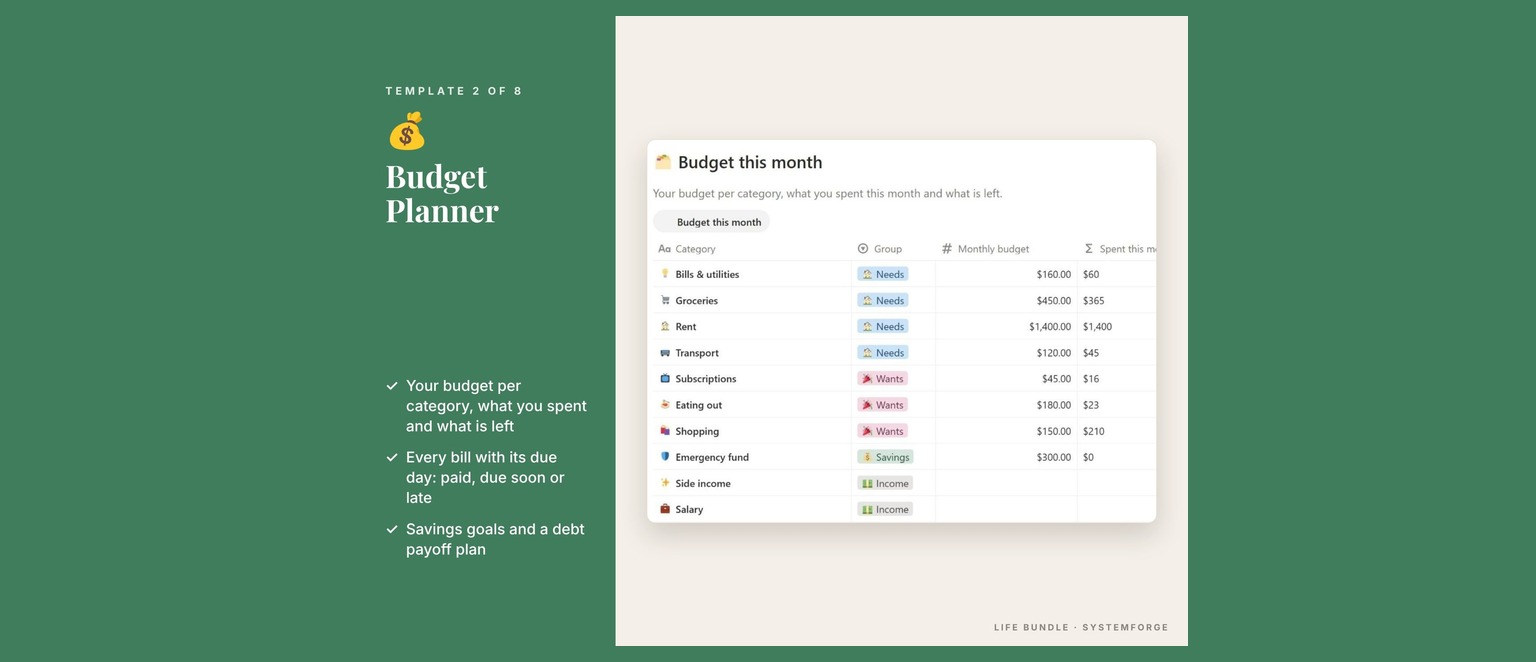 TEMPLATE 2 OF 8
Budget
Planner
Your budget per
category, what you spent
and what is left
Every bill with its due
day: paid, due soon or
late
Savings goals and a debt
payoff plan
Budget this month
Your budget per category, what you spent this month and what is left.
Budget this month
Aa Category Group # Monthly budget Σ Spent this
Bills & utilities Needs $160.00 $60
Groceries Needs $450.00 $365
Rent Needs $1,400.00 $1,400
Transport Needs $120.00 $45
Subscriptions Wants $45.00 $16
Eating out Wants $180.00 $23
Shopping Wants $150.00 $210
Emergency fund Savings $300.00 $0
Side income Income
Salary Income
LIFE BUNDLE · SYSTEMFORGE